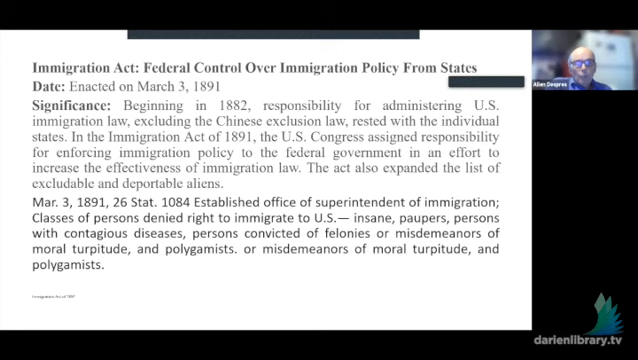 Immigration Act: Federal Control Over Immigration Policy From States
Date: Enacted on March 3, 1891
Significance: Beginning in 1882, responsibility for administering U.S.
immigration law, excluding the Chinese exclusion law, rested with the individual
states. In the Immigration Act of 1891, the U.S. Congress assigned responsibility
for enforcing immigration policy to the federal government in an effort to
increase the effectiveness of immigration law. The act also expanded the list of
excludable and deportable aliens.
Mar. 3, 1891, 26 Stat. 1084 Established office of superintendent of immigration;
Classes of persons denied right to immigrate to U.S.— insane, paupers, persons
with contagious diseases, persons convicted of felonies or misdemeanors of
moral turpitude, and polygamists. or misdemeanors of moral turpitude, and
polygamists.
Immigration Act of 1891
Allen Despres
darienlibrary.tv